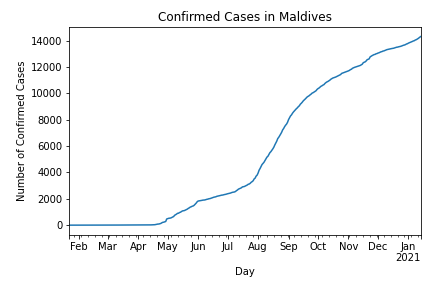 Confirmed Cases in Maldives
14000
12000
10000
8000
6000
4000
2000
0
Number of Confirmed Cases
Feb Mar Apr May Jun Jul Aug Sep Oct Nov Dec Jan
2021
Day